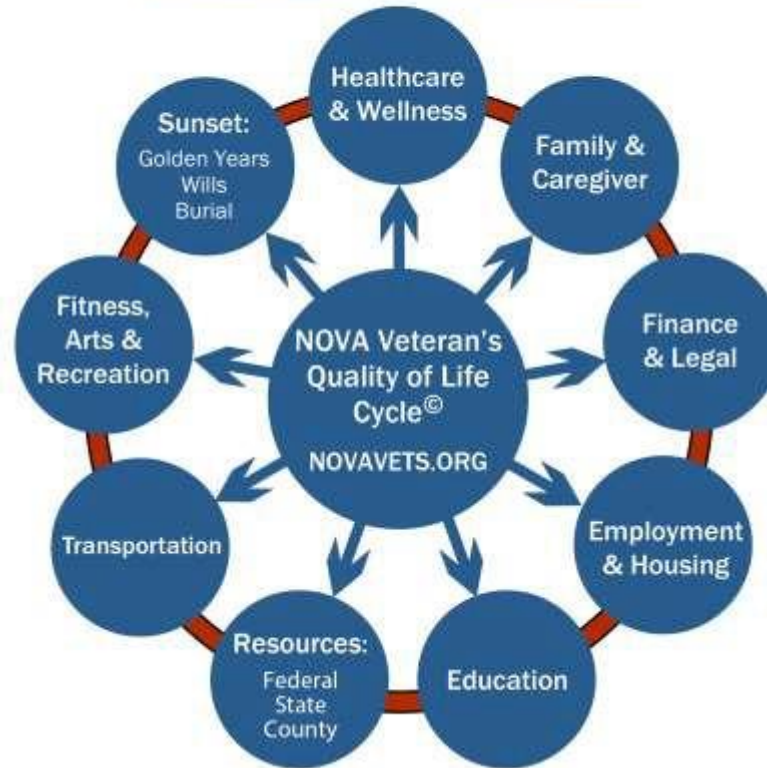 Healthcare
& Wellness
Family &
Caregiver
Finance
& Legal
Employment
& Housing
Education
Resources:
Federal
State
County
Transportation
Fitness,
Arts &
Recreation
Sunset:
Golden Years
Wills
Burial
NOVA Veteran’s
Quality of Life
Cycle©
NOVAVETS.ORG